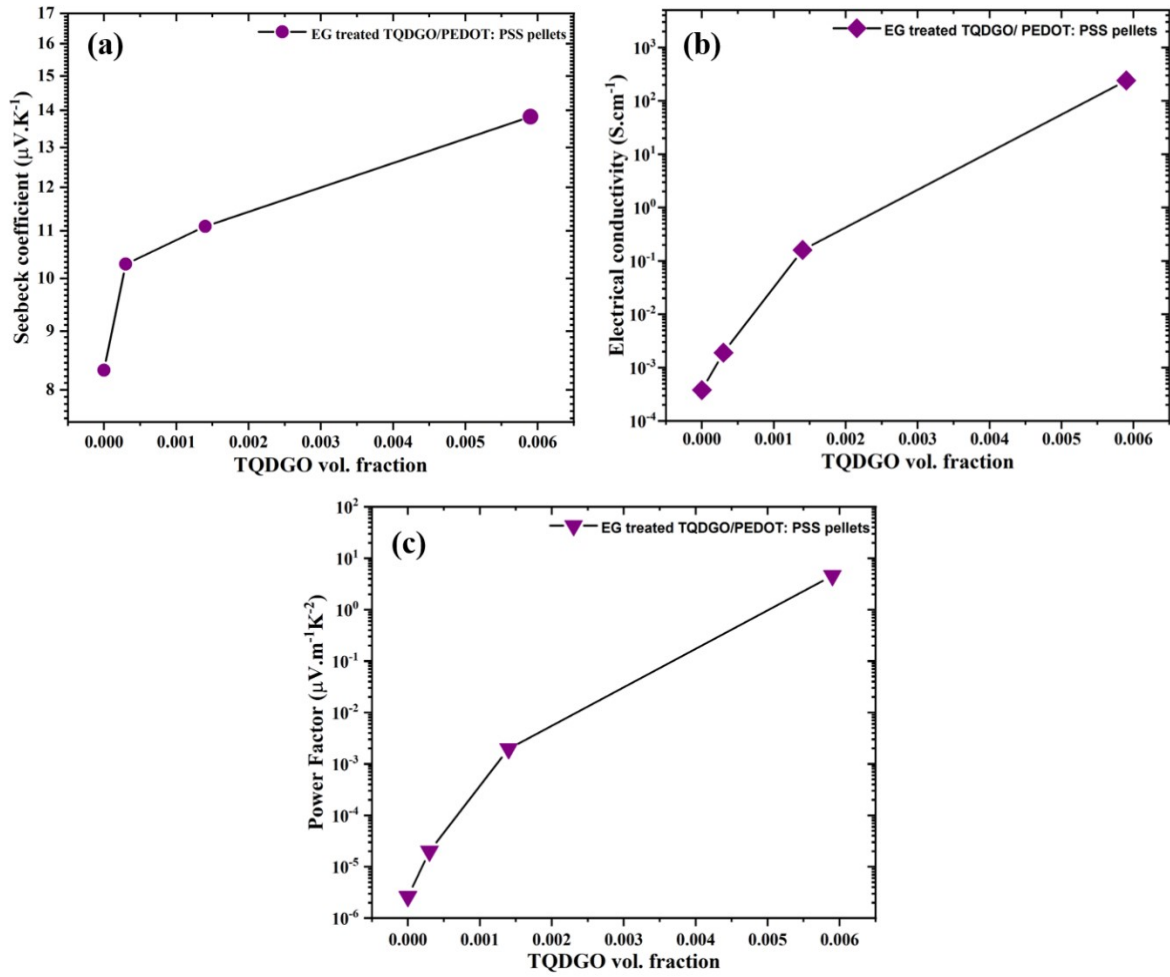 (a)
EG treated TQDGO/PEDOT: PSS pellets
Seebeck coefficient (µV.K⁻¹)
17
16
15
14
13
12
11
10
9
8
0.000 0.001 0.002 0.003 0.004 0.005 0.006
TQDGO vol. fraction
(b)
EG treated TQDGO/ PEDOT: PSS pellets
Electrical conductivity (S.cm⁻¹)
10³
10²
10¹
10⁰
10⁻¹
10⁻²
10⁻³
10⁻⁴
0.000 0.001 0.002 0.003 0.004 0.005 0.006
TQDGO vol. fraction
(c)
EG treated TQDGO/PEDOT: PSS pellets
Power Factor (µV.m⁻¹K⁻²)
10²
10¹
10⁰
10⁻¹
10⁻²
10⁻³
10⁻⁴
10⁻⁵
10⁻⁶
0.000 0.001 0.002 0.003 0.004 0.005 0.006
TQDGO vol. fraction